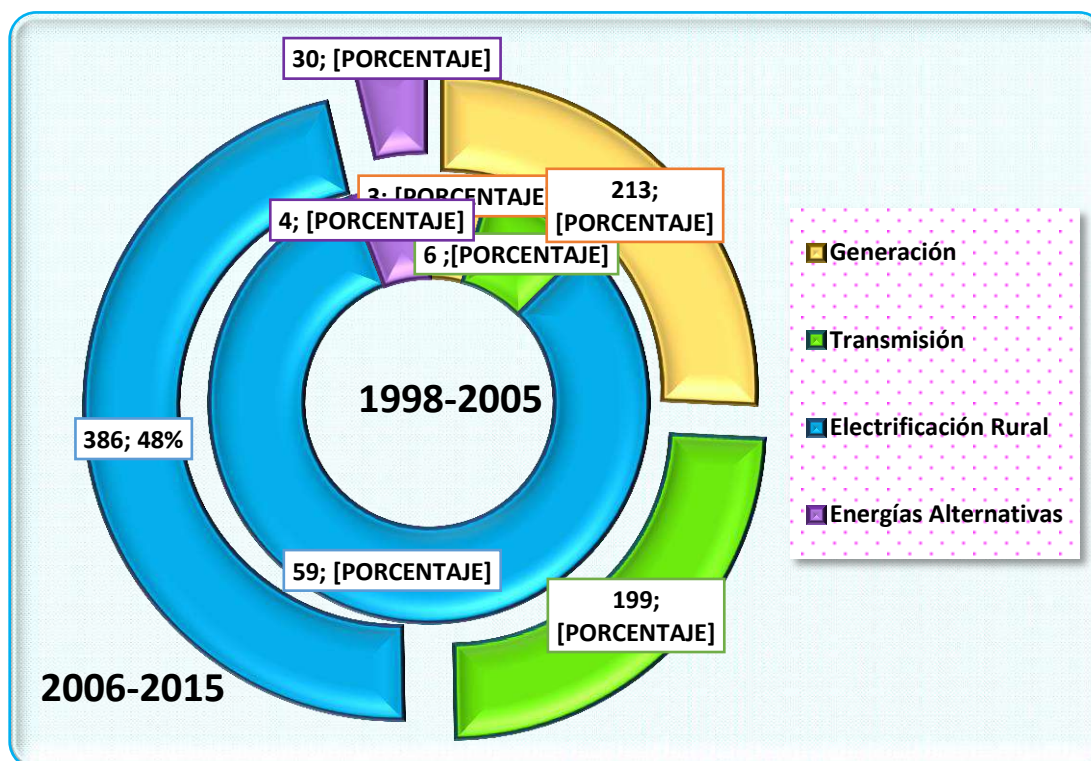 30; [PORCENTAJE]
3; [PORCENTAJE
213;
[PORCENTAJE]
4; [PORCENTAJE]
6 ;[PORCENTAJE]
1998-2005
386; 48%
59; [PORCENTAJE]
199;
[PORCENTAJE]
2006-2015
Generación
Transmisión
Electrificación Rural
Energías Alternativas